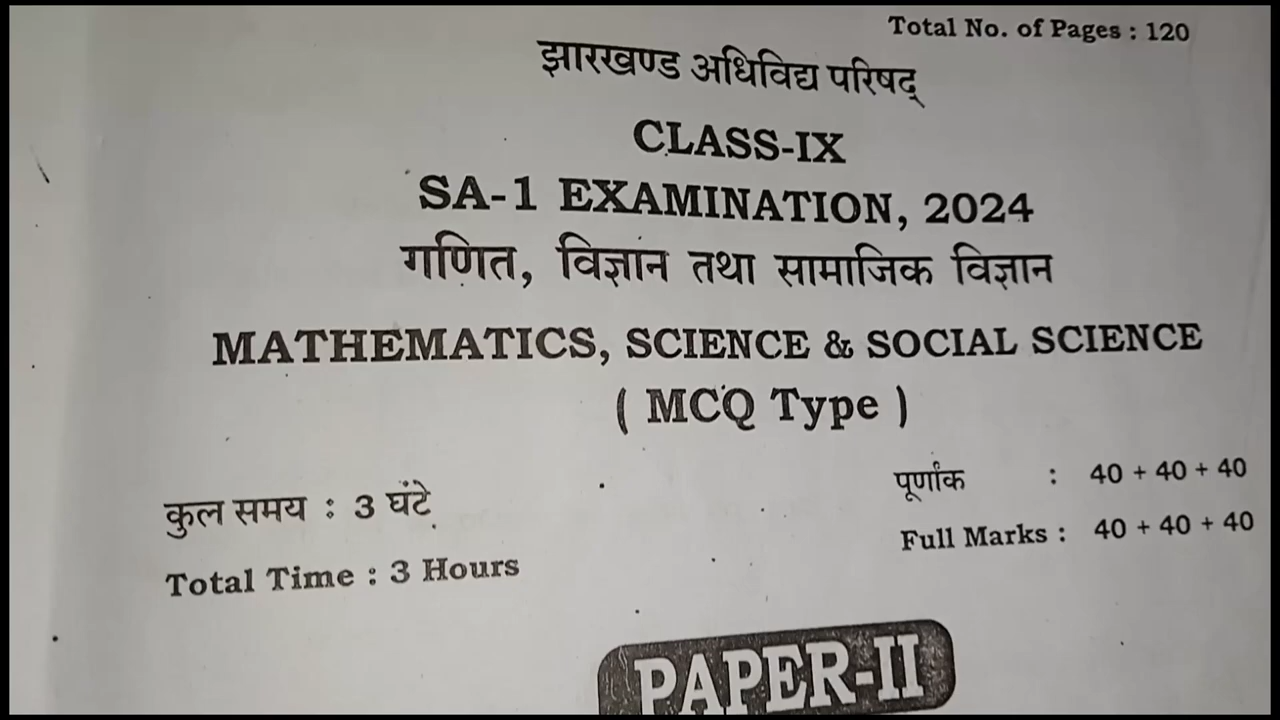 Total No. of Pages : 120
झारखण्ड अधिविद्य परिषद्
CLASS-IX
SA-1 EXAMINATION, 2024
गणित, विज्ञान तथा सामाजिक विज्ञान
MATHEMATICS, SCIENCE & SOCIAL SCIENCE
( MCQ Type )
कुल समय : 3 घंटे
पूर्णांक : 40 + 40 + 40
Total Time : 3 Hours
Full Marks : 40 + 40 + 40
PAPER-II